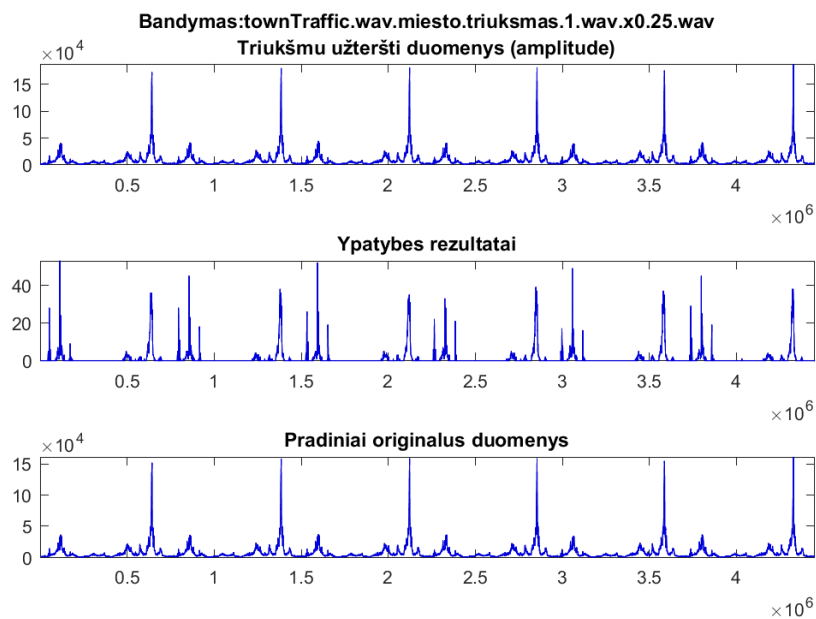 Bandymas:townTraffic.wav.miesto.triuksmas.1.wav.x0.25.wav
Triukšmu užteršti duomenys (amplitude)
×10^4
15
10
5
0
0.5 1 1.5 2 2.5 3 3.5 4
×10^6
Ypatybes rezultatai
40
20
0
0.5 1 1.5 2 2.5 3 3.5 4
×10^6
Pradiniai originalus duomenys
×10^4
15
10
5
0
0.5 1 1.5 2 2.5 3 3.5 4
×10^6